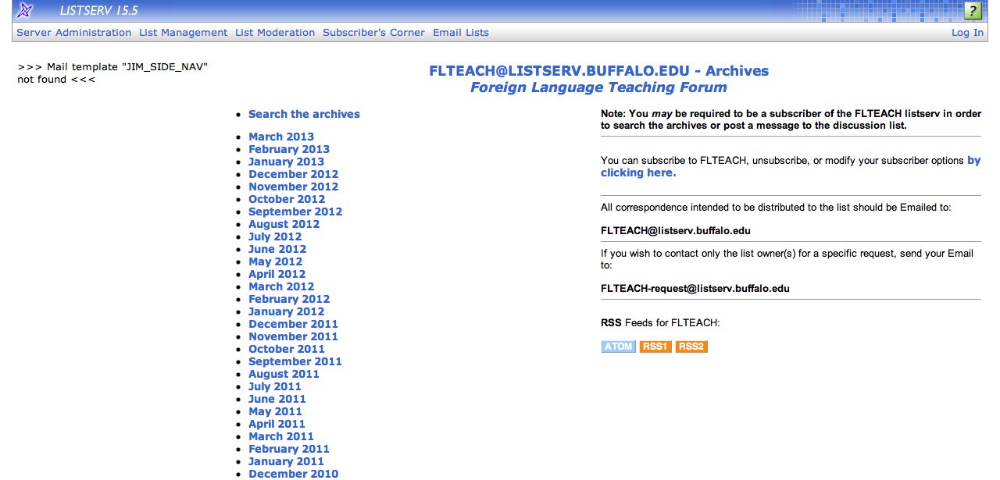 LISTSERV 15.5
?
Server Administration List Management List Moderation Subscriber's Corner Email Lists
Log In
>>> Mail template "JIM_SIDE_NAV"
not found <<<
FLTEACH@LISTSERV.BUFFALO.EDU - Archives
Foreign Language Teaching Forum
Search the archives
March 2013
February 2013
January 2013
December 2012
November 2012
October 2012
September 2012
August 2012
July 2012
June 2012
May 2012
April 2012
March 2012
February 2012
January 2012
December 2011
November 2011
October 2011
September 2011
August 2011
July 2011
June 2011
May 2011
April 2011
March 2011
February 2011
January 2011
December 2010
Note: You may be required to be a subscriber of the FLTEACH listserv in order
to search the archives or post a message to the discussion list.
You can subscribe to FLTEACH, unsubscribe, or modify your subscriber options by
clicking here.
All correspondence intended to be distributed to the list should be Emailed to:
FLTEACH@listserv.buffalo.edu
If you wish to contact only the list owner(s) for a specific request, send your Email
to:
FLTEACH-request@listserv.buffalo.edu
RSS Feeds for FLTEACH:
ATOM RSS1 RSS2